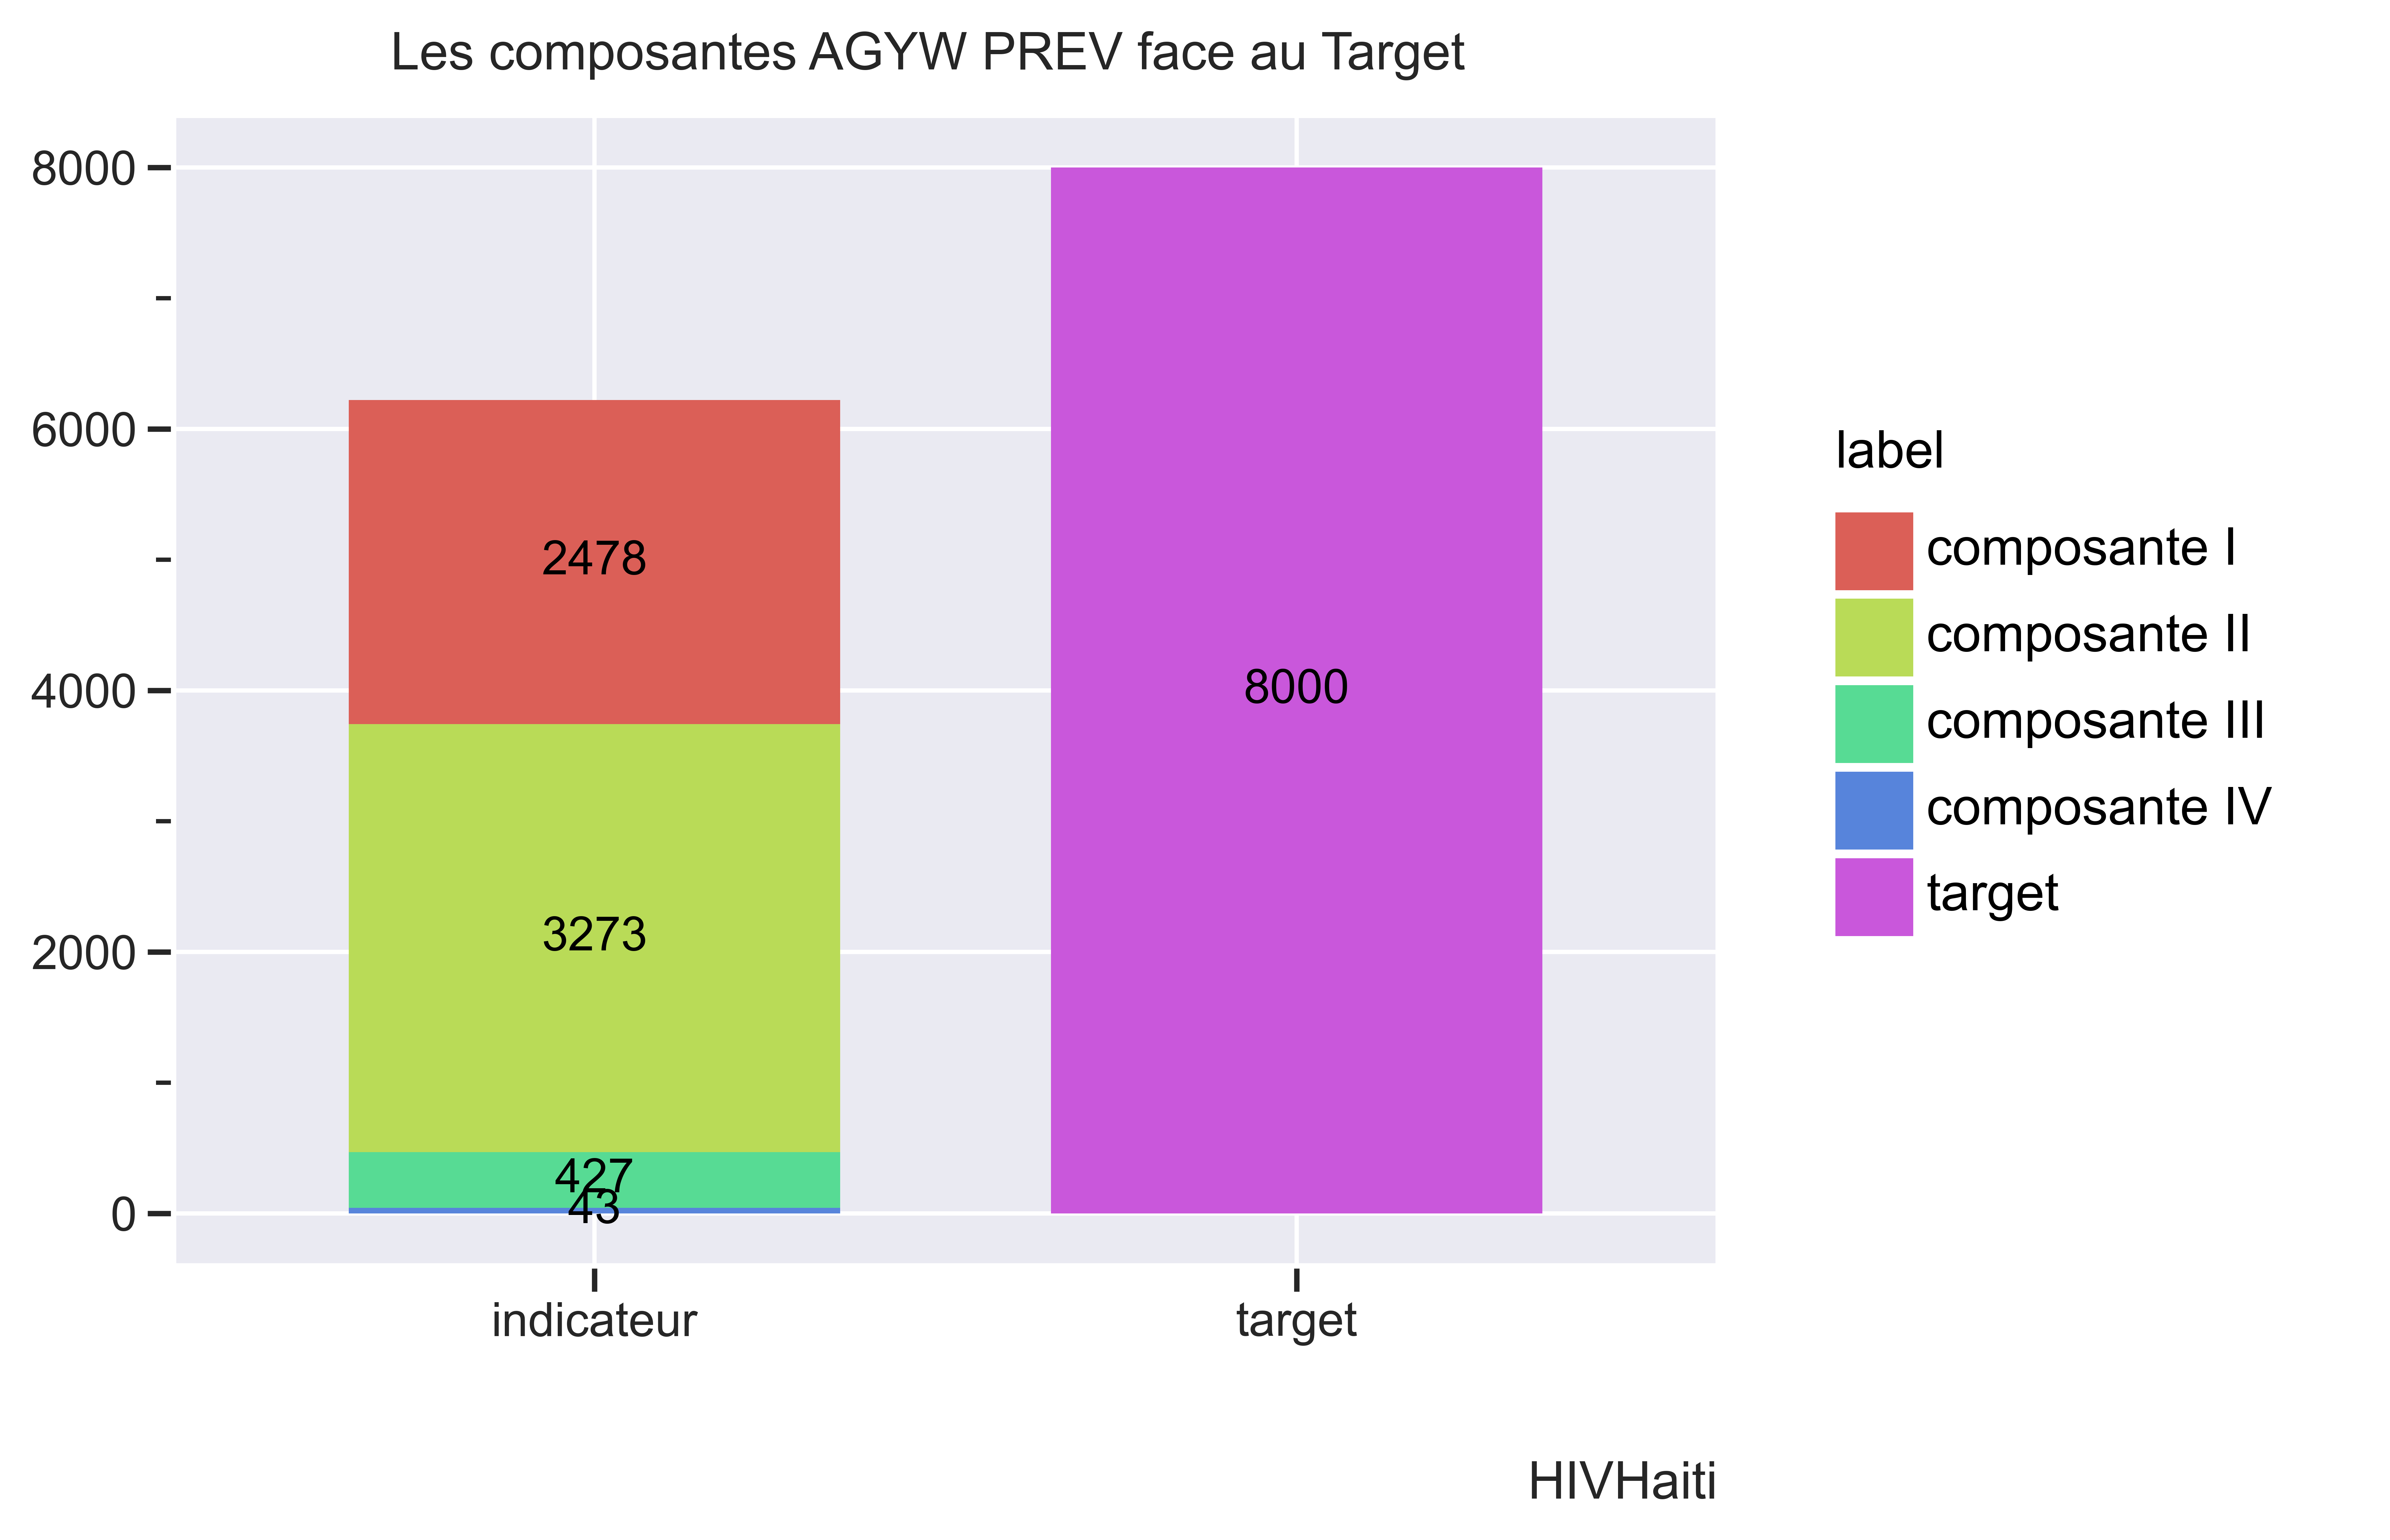 Les composantes AGYW PREV face au Target
8000
6000
4000
2000
0
2478
3273
427
43
8000
indicateur
target
label
composante I
composante II
composante III
composante IV
target
HIVHaiti